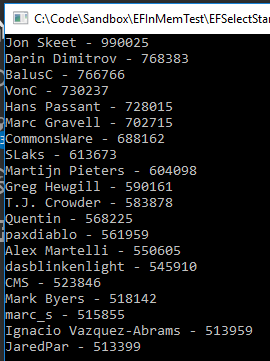 C:\Code\Sandbox\EFInMemTest\EFSelectStar
Jon Skeet - 990025
Darin Dimitrov - 768383
BalusC - 766766
VonC - 730237
Hans Passant - 728015
Marc Gravell - 702715
CommonsWare - 688162
SLaks - 613673
Martijn Pieters - 604098
Greg Hewgill - 590161
T.J. Crowder - 583878
Quentin - 568225
paxdiablo - 561959
Alex Martelli - 550605
dasblinkenlight - 545910
CMS - 523846
Mark Byers - 518142
marc_s - 515855
Ignacio Vazquez-Abrams - 513959
JaredPar - 513399